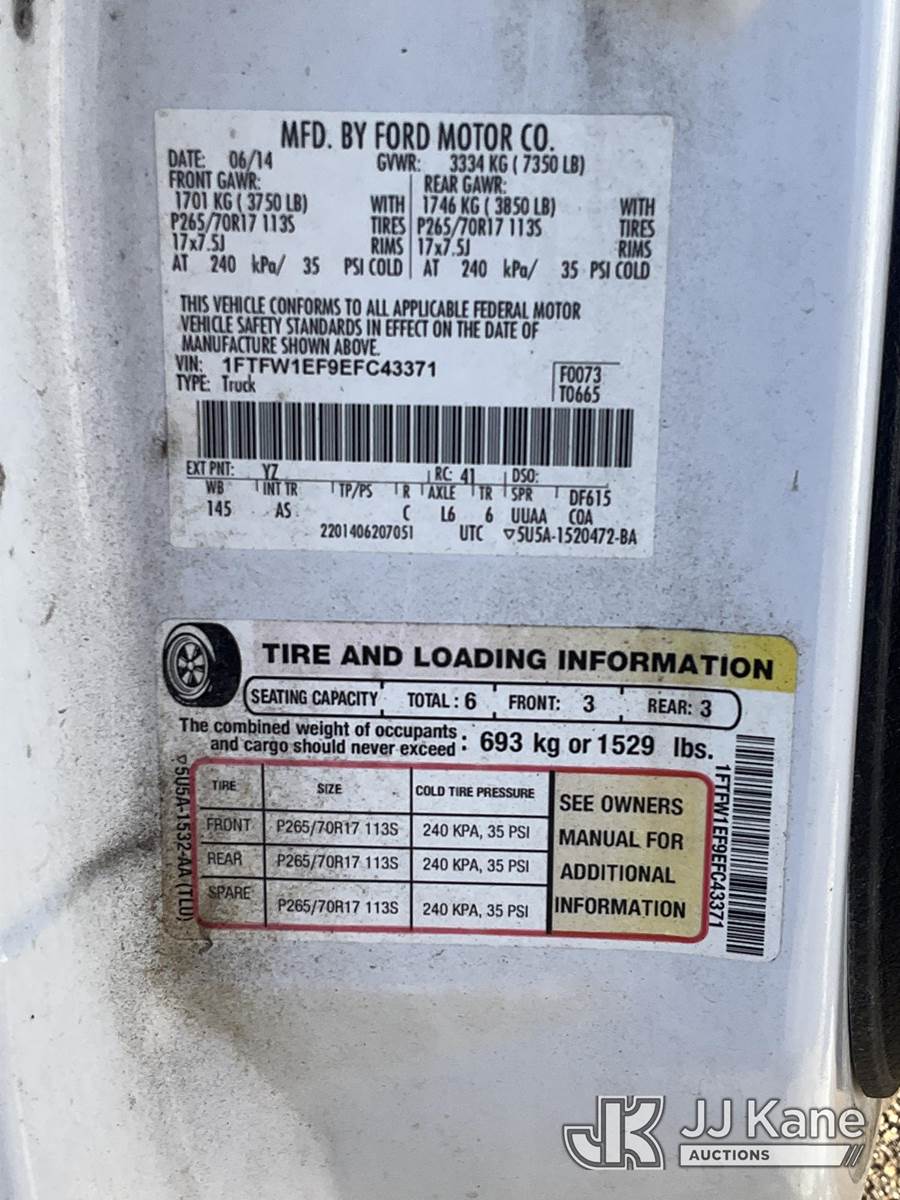 MFD. BY FORD MOTOR CO.
DATE: 06/14 GVWR: 3334 KG ( 7350 LB)
FRONT GAWR: REAR GAWR:
1701 KG ( 3750 LB) WITH 1746 KG ( 3850 LB) WITH
P265/70R17 113S TIRES P265/70R17 113S TIRES
17x7.5J RIMS 17x7.5J RIMS
AT 240 kPa/ 35 PSI COLD AT 240 kPa/ 35 PSI COLD
THIS VEHICLE CONFORMS TO ALL APPLICABLE FEDERAL MOTOR
VEHICLE SAFETY STANDARDS IN EFFECT ON THE DATE OF
MANUFACTURE SHOWN ABOVE.
VIN: 1FTFW1EF9EFC43371
TYPE: Truck
F0073
T0665
EXT PNT: YZ RC: 41 DSO:
WB INT TR TP/PS R AXLE TR SPR DF615
145 AS C L6 6 UUAA COA
2201406207051 UTC ▽5U5A-1520472-BA
TIRE AND LOADING INFORMATION
SEATING CAPACITY TOTAL : 6 FRONT: 3 REAR: 3
The combined weight of occupants
and cargo should never exceed : 693 kg or 1529 lbs.
TIRE SIZE COLD TIRE PRESSURE
FRONT P265/70R17 113S 240 KPA, 35 PSI
REAR P265/70R17 113S 240 KPA, 35 PSI
SPARE P265/70R17 113S 240 KPA, 35 PSI
SEE OWNERS
MANUAL FOR
ADDITIONAL
INFORMATION
▽5U5A-1532-AA (TL0)
1FTFW1EF9EFC43371
JK JJ Kane
AUCTIONS